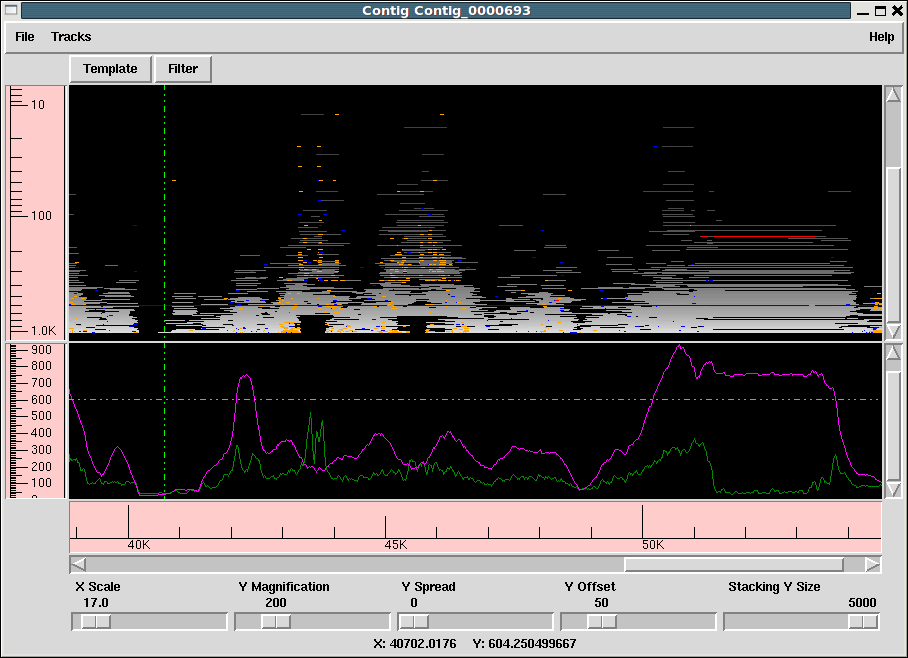 Contig Contig_0000693
File Tracks Help
Template Filter
10
100
1.0K
900
800
700
600
500
400
300
200
100
0
40K 45K 50K
X Scale Y Magnification Y Spread Y Offset Stacking Y Size
17.0 200 0 50 5000
X: 40702.0176 Y: 604.250499667